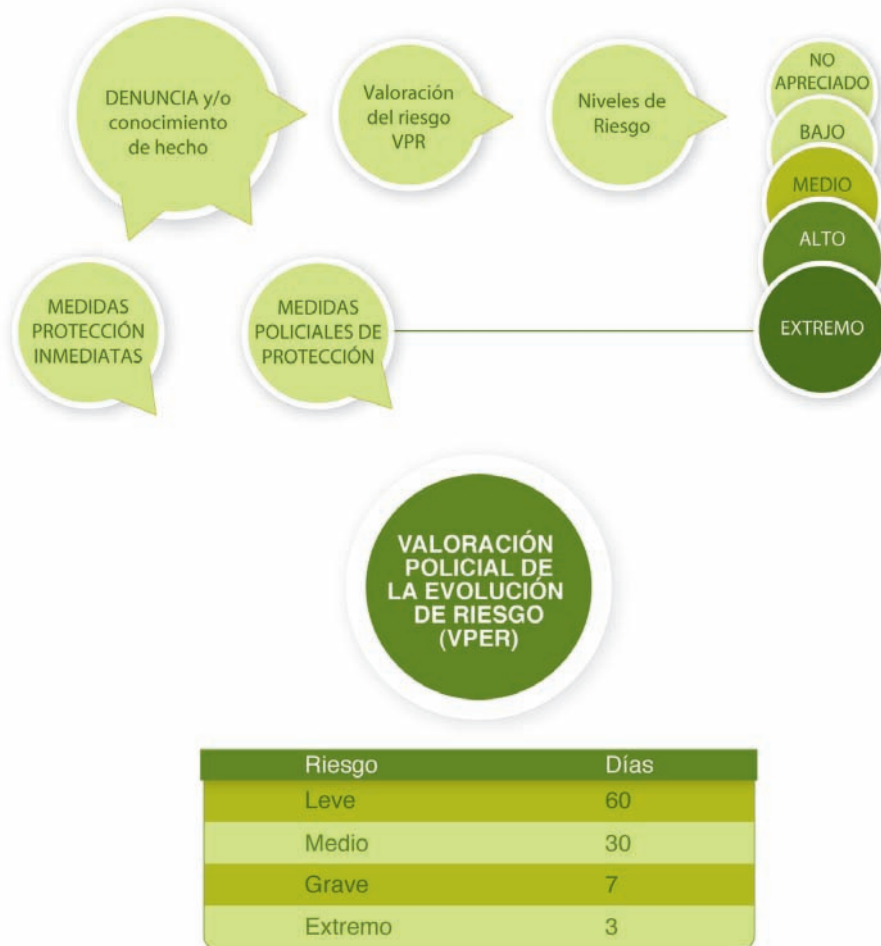 DENUNCIA y/o
conocimiento
de hecho
Valoración
del riesgo
VPR
Niveles de
Riesgo
NO
APRECIADO
BAJO
MEDIO
ALTO
EXTREMO
MEDIDAS
PROTECCIÓN
INMEDIATAS
MEDIDAS
POLICIALES DE
PROTECCIÓN
VALORACIÓN
POLICIAL DE
LA EVOLUCIÓN
DE RIESGO
(VPER)
Riesgo Días
Leve 60
Medio 30
Grave 7
Extremo 3